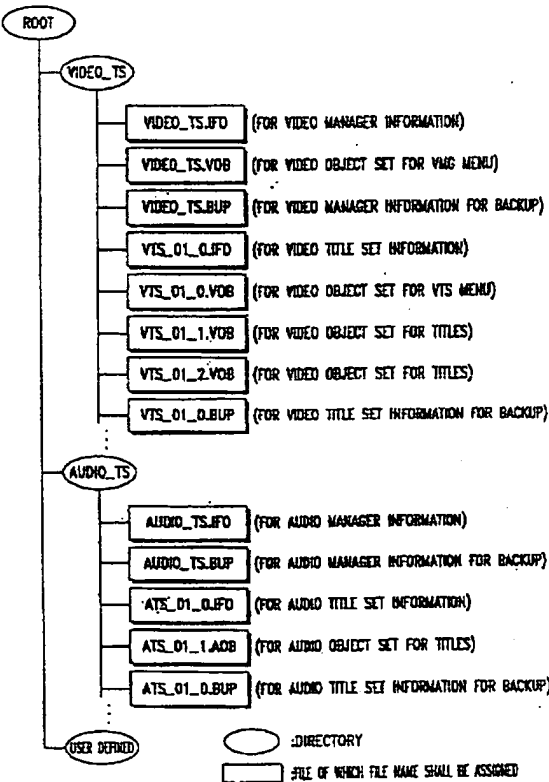 ROOT
VIDEO_TS
VIDEO_TS.IFO (FOR VIDEO MANAGER INFORMATION)
VIDEO_TS.VOB (FOR VIDEO OBJECT SET FOR VMG MENU)
VIDEO_TS.BUP (FOR VIDEO MANAGER INFORMATION FOR BACKUP)
VTS_01_0.IFO (FOR VIDEO TITLE SET INFORMATION)
VTS_01_0.VOB (FOR VIDEO OBJECT SET FOR VTS MENU)
VTS_01_1.VOB (FOR VIDEO OBJECT SET FOR TITLES)
VTS_01_2.VOB (FOR VIDEO OBJECT SET FOR TITLES)
VTS_01_0.BUP (FOR VIDEO TITLE SET INFORMATION FOR BACKUP)
AUDIO_TS
AUDIO_TS.IFO (FOR AUDIO MANAGER INFORMATION)
AUDIO_TS.BUP (FOR AUDIO MANAGER INFORMATION FOR BACKUP)
ATS_01_0.IFO (FOR AUDIO TITLE SET INFORMATION)
ATS_01_1.AOB (FOR AUDIO OBJECT SET FOR TITLES)
ATS_01_0.BUP (FOR AUDIO TITLE SET INFORMATION FOR BACKUP)
USER DEFINED
:DIRECTORY
:FILE OF WHICH FILE NAME SHALL BE ASSIGNED